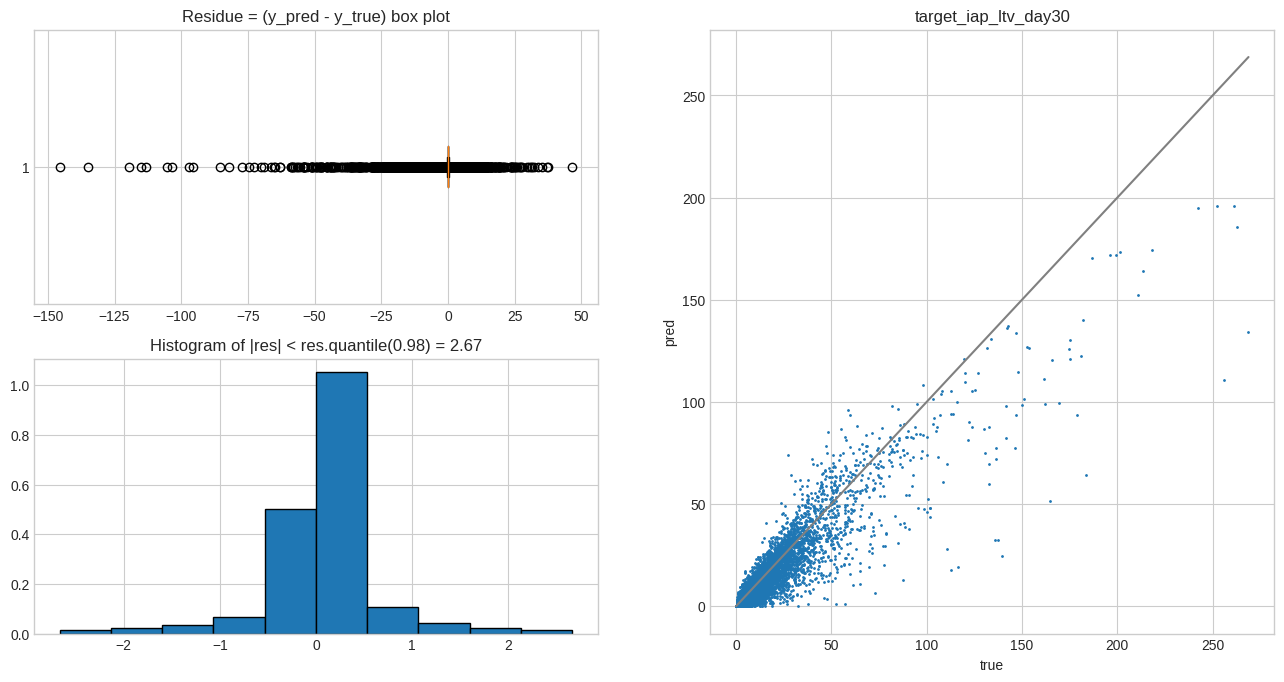 Residue = (y_pred - y_true) box plot
1
−150 −125 −100 −75 −50 −25 0 25 50
Histogram of |res| < res.quantile(0.98) = 2.67
1.0
0.8
0.6
0.4
0.2
0.0
−2 −1 0 1 2
target_iap_ltv_day30
pred
250
200
150
100
50
0
0 50 100 150 200 250
true